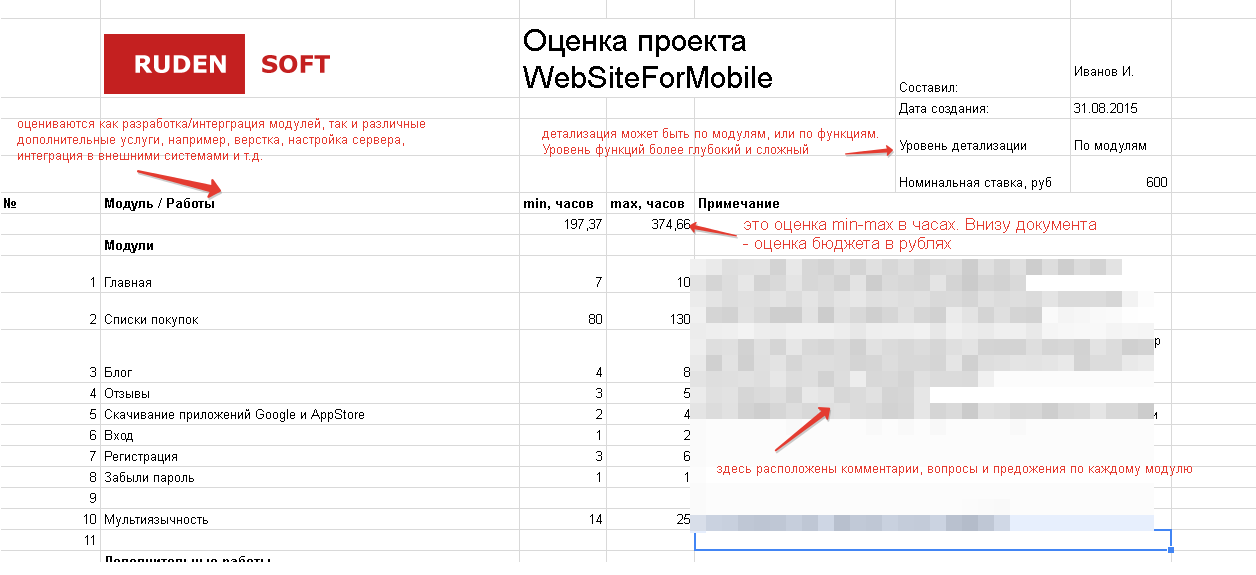 RUDEN SOFT
Оценка проекта
WebSiteForMobile
Составил:
Иванов И.
Дата создания:
31.08.2015
оцениваются как разработка/интерграция модулей, так и различные
дополнительные услуги, например, верстка, настройка сервера,
интеграция в внешними системами и т.д.
детализация может быть по модулям, или по функциям.
Уровень функций более глубокий и сложный
Уровень детализации
По модулям
Номинальная ставка, руб
600
№ Модуль / Работы min, часов max, часов Примечание
197,37 374,66
это оценка min-max в часах. Внизу документа
- оценка бюджета в рублях
Модули
1 Главная 7 10
2 Списки покупок 80 130
3 Блог 4 8
4 Отзывы 3 5
5 Скачивание приложений Google и AppStore 2 4
6 Вход 1 2
7 Регистрация 3 6
8 Забыли пароль 1 1
здесь расположены комментарии, вопросы и предожения по каждому модулю
9
10 Мультиязычность 14 25
11
Дополнительные работы